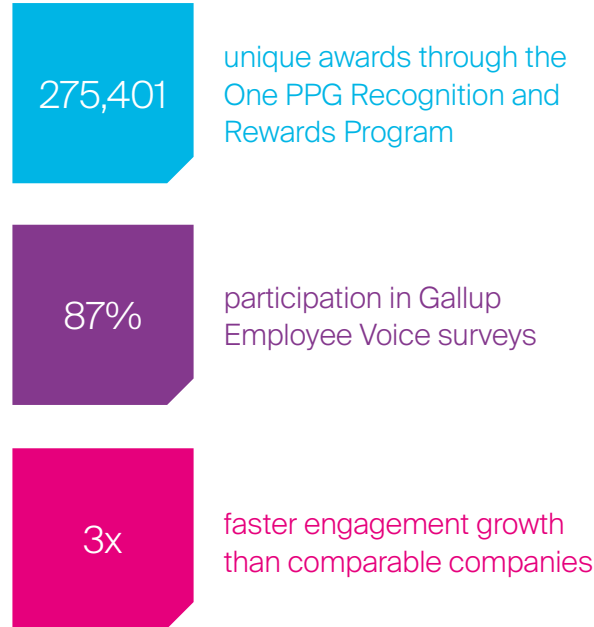 275,401
unique awards through the
One PPG Recognition and
Rewards Program
87%
participation in Gallup
Employee Voice surveys
3x
faster engagement growth
than comparable companies